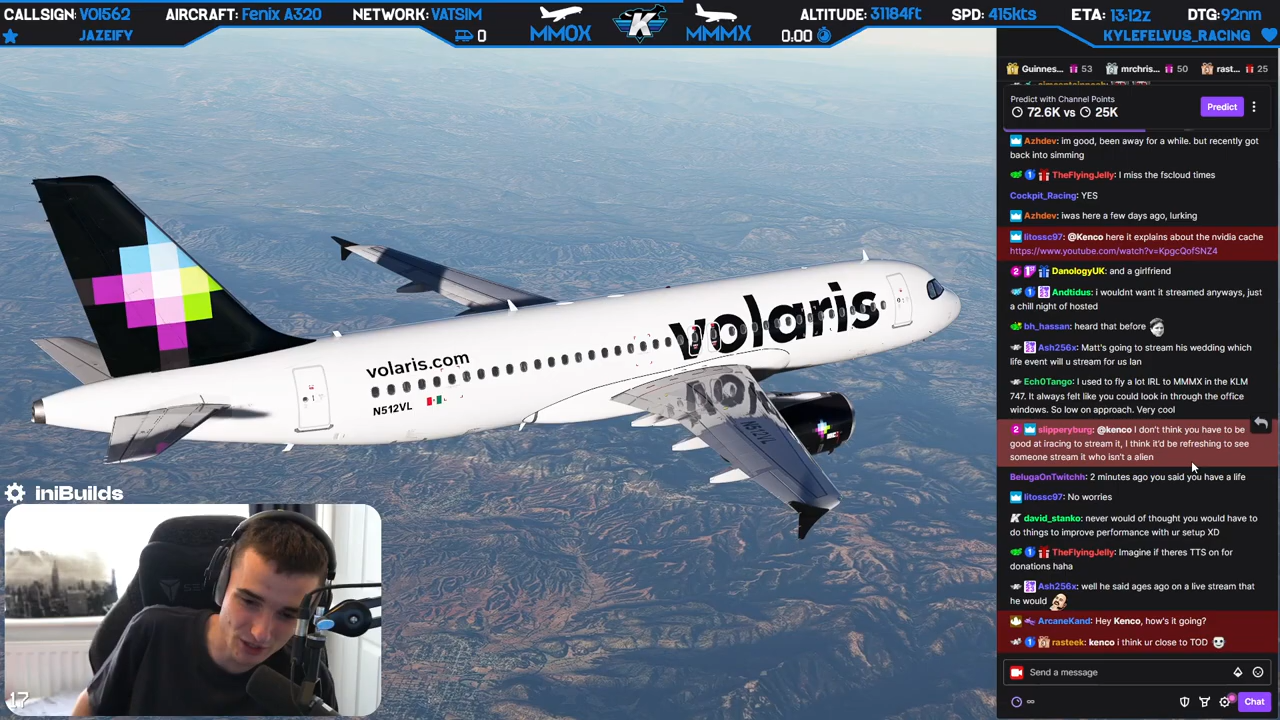 CALLSIGN: VOI562 AIRCRAFT: Fenix A320 NETWORK: VATSIM ALTITUDE: 31184ft SPD: 415kts ETA: 13:12z DTG: 92nm
JAZEIFY 0 MMOX K MMMX 0:00 KYLEFELVUS_RACING
Guinnes... 53 mrchris... 50 rast... 25
Predict with Channel Points
72.6K vs 25K
Predict
Azhdev: im good, been away for a while. but recently got
back into simming
TheFlyingJelly: I miss the fscloud times
Cockpit_Racing: YES
Azhdev: iwas here a few days ago, lurking
litossc97: @Kenco here it explains about the nvidia cache
https://www.youtube.com/watch?v=KpgcQofSNZ4
2 DanologyUK: and a girlfriend
1 Andtidus: i wouldnt want it streamed anyways, just
a chill night of hosted
bh_hassan: heard that before
Ash256x: Matt's going to stream his wedding which
life event will u stream for us lan
Ech0Tango: I used to fly a lot IRL to MMMX in the KLM
747. It always felt like you could look in through the office
windows. So low on approach. Very cool
2 slipperyburg: @kenco I don't think you have to be
good at iracing to stream it, I think it'd be refreshing to see
someone stream it who isn't a alien
BelugaOnTwitchh: 2 minutes ago you said you have a life
litossc97: No worries
K david_stanko: never would of thought you would have to
do things to improve performance with ur setup XD
1 TheFlyingJelly: Imagine if theres TTS on for
donations haha
Ash256x: well he said ages ago on a live stream that
he would
ArcaneKand: Hey Kenco, how's it going?
1 rasteek: kenco i think ur close to TOD
Send a message
Chat
volaris
volaris.com
N512VL
N512VL
iniBuilds
17